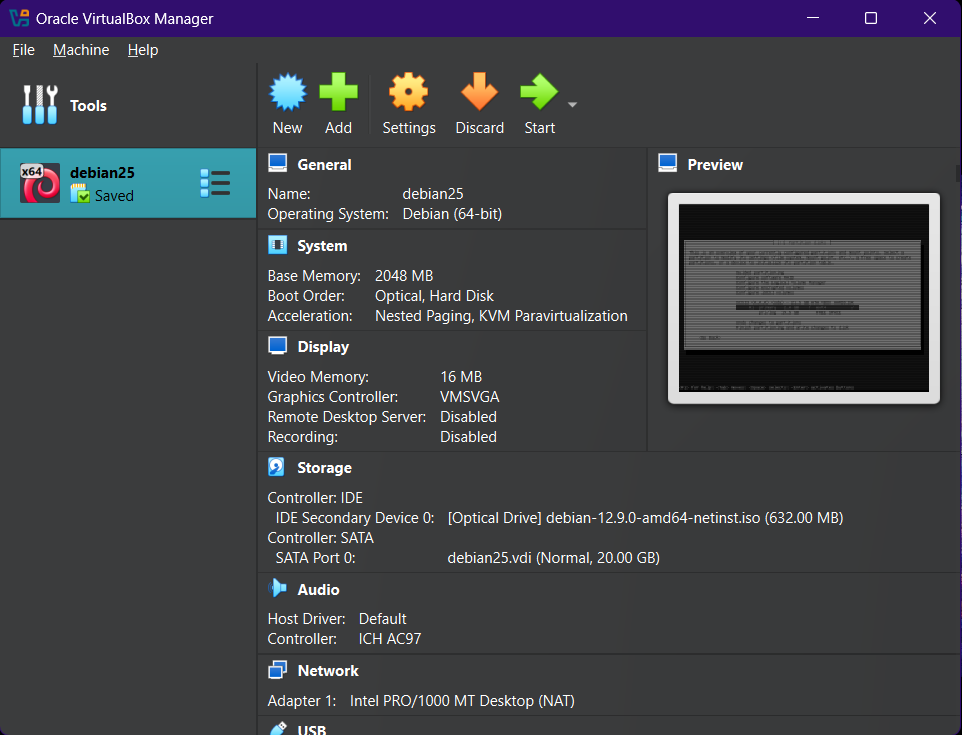 Oracle VirtualBox Manager
File Machine Help
Tools
New Add Settings Discard Start
x64 debian25
Saved
General
Name: debian25
Operating System: Debian (64-bit)
System
Base Memory: 2048 MB
Boot Order: Optical, Hard Disk
Acceleration: Nested Paging, KVM Paravirtualization
Display
Video Memory: 16 MB
Graphics Controller: VMSVGA
Remote Desktop Server: Disabled
Recording: Disabled
Preview
Storage
Controller: IDE
IDE Secondary Device 0: [Optical Drive] debian-12.9.0-amd64-netinst.iso (632.00 MB)
Controller: SATA
SATA Port 0: debian25.vdi (Normal, 20.00 GB)
Audio
Host Driver: Default
Controller: ICH AC97
Network
Adapter 1: Intel PRO/1000 MT Desktop (NAT)
USB